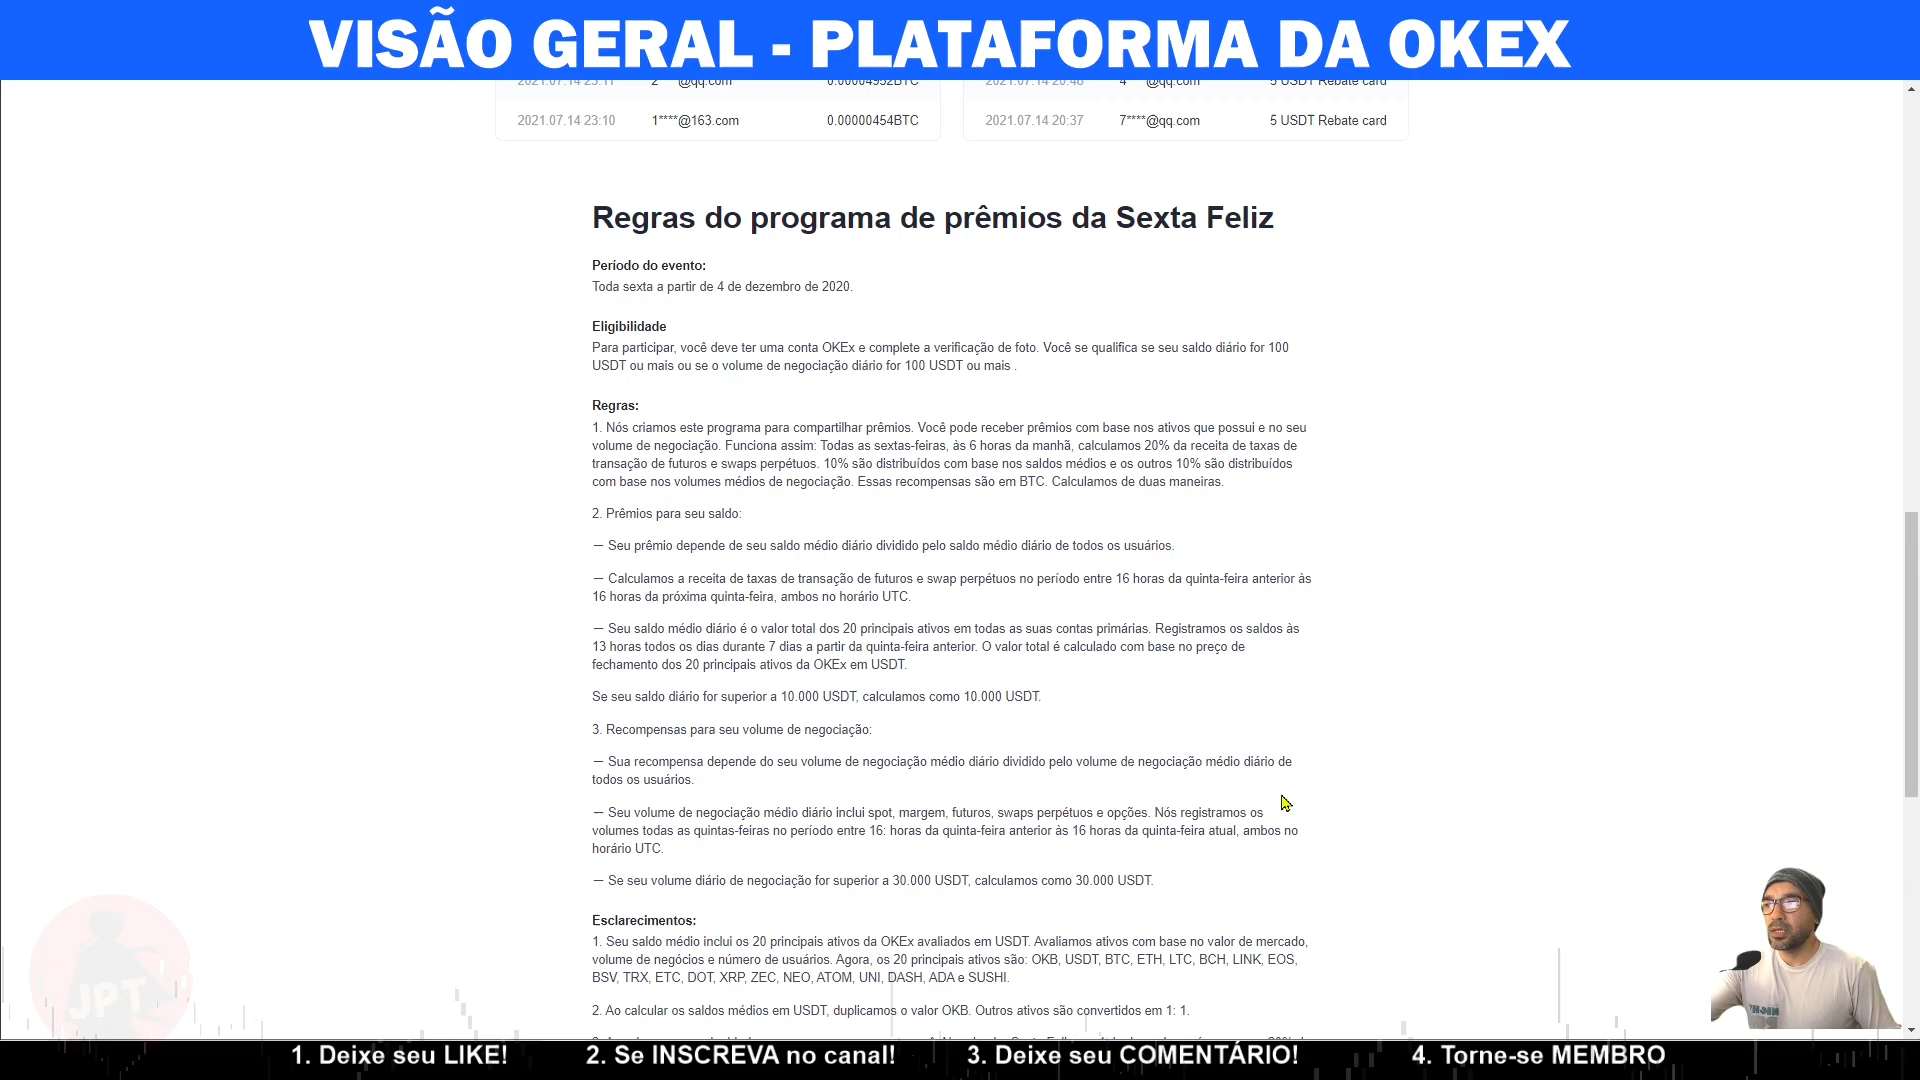 VISÃO GERAL - PLATAFORMA DA OKEX
2021.07.14 23:11 2 @qq.com 0.00004952BTC
2021.07.14 20:46 4 @qq.com 5 USDT Rebate card
2021.07.14 23:10 1****@163.com 0.00000454BTC
2021.07.14 20:37 7****@qq.com 5 USDT Rebate card
Regras do programa de prêmios da Sexta Feliz
Período do evento:
Toda sexta a partir de 4 de dezembro de 2020.
Eligibilidade
Para participar, você deve ter uma conta OKEx e complete a verificação de foto. Você se qualifica se seu saldo diário for 100
USDT ou mais ou se o volume de negociação diário for 100 USDT ou mais .
Regras:
1. Nós criamos este programa para compartilhar prêmios. Você pode receber prêmios com base nos ativos que possui e no seu
volume de negociação. Funciona assim: Todas as sextas-feiras, às 6 horas da manhã, calculamos 20% da receita de taxas de
transação de futuros e swaps perpétuos. 10% são distribuídos com base nos saldos médios e os outros 10% são distribuídos
com base nos volumes médios de negociação. Essas recompensas são em BTC. Calculamos de duas maneiras.
2. Prêmios para seu saldo:
— Seu prêmio depende de seu saldo médio diário dividido pelo saldo médio diário de todos os usuários.
— Calculamos a receita de taxas de transação de futuros e swap perpétuos no período entre 16 horas da quinta-feira anterior às
16 horas da próxima quinta-feira, ambos no horário UTC.
— Seu saldo médio diário é o valor total dos 20 principais ativos em todas as suas contas primárias. Registramos os saldos às
13 horas todos os dias durante 7 dias a partir da quinta-feira anterior. O valor total é calculado com base no preço de
fechamento dos 20 principais ativos da OKEx em USDT.
Se seu saldo diário for superior a 10.000 USDT, calculamos como 10.000 USDT.
3. Recompensas para seu volume de negociação:
— Sua recompensa depende do seu volume de negociação médio diário dividido pelo volume de negociação médio diário de
todos os usuários.
— Seu volume de negociação médio diário inclui spot, margem, futuros, swaps perpétuos e opções. Nós registramos os
volumes todas as quintas-feiras no período entre 16: horas da quinta-feira anterior às 16 horas da quinta-feira atual, ambos no
horário UTC.
— Se seu volume diário de negociação for superior a 30.000 USDT, calculamos como 30.000 USDT.
Esclarecimentos:
1. Seu saldo médio inclui os 20 principais ativos da OKEx avaliados em USDT. Avaliamos ativos com base no valor de mercado,
volume de negócios e número de usuários. Agora, os 20 principais ativos são: OKB, USDT, BTC, ETH, LTC, BCH, LINK, EOS,
BSV, TRX, ETC, DOT, XRP, ZEC, NEO, ATOM, UNI, DASH, ADA e SUSHI.
2. Ao calcular os saldos médios em USDT, duplicamos o valor OKB. Outros ativos são convertidos em 1: 1.
JPT
1. Deixe seu LIKE! 2. Se INSCREVA no canal! 3. Deixe seu COMENTÁRIO! 4. Torne-se MEMBRO